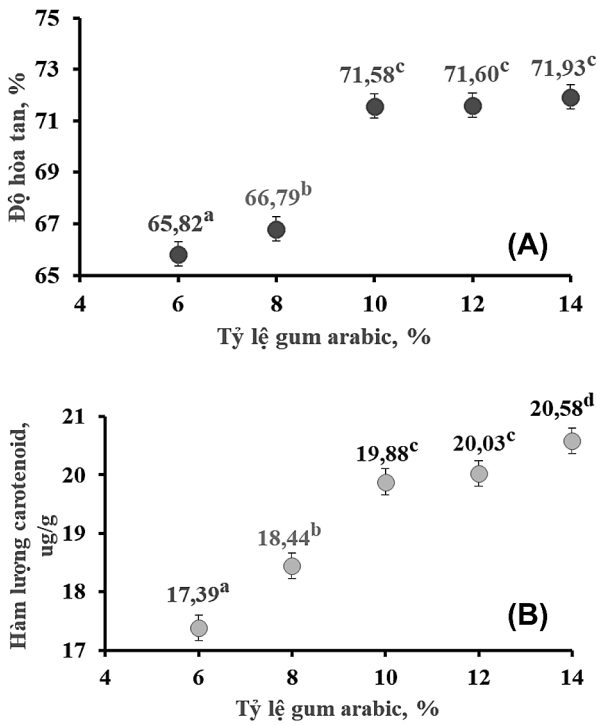 73
71,58c
71,60c
71,93c
71
69
66,79b
67
65,82a
(A)
65
4
6
8
10
12
14
Độ hòa tan, %
Tỷ lệ gum arabic, %
21
20,58d
19,88c
20,03c
20
19
18,44b
18
17,39a
(B)
17
4
6
8
10
12
14
Hàm lượng carotenoid,
ug/g
Tỷ lệ gum arabic, %